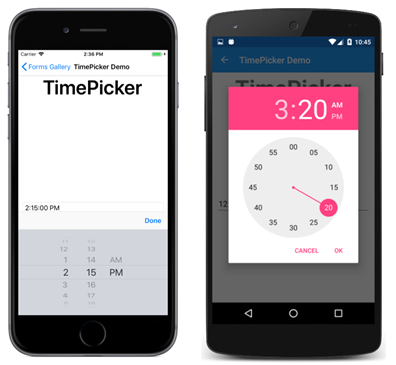 Carrier 2:36 PM
Forms Gallery TimePicker Demo
TimePicker
2:15:00 PM
Done
11
12 13
1 14 AM
2 15 PM
3 16
4 17
10:45
TimePicker Demo
TimePicker
3:20 AM
PM
12
00
55 05
50 10
45 15
40 20
35 25
30
CANCEL OK